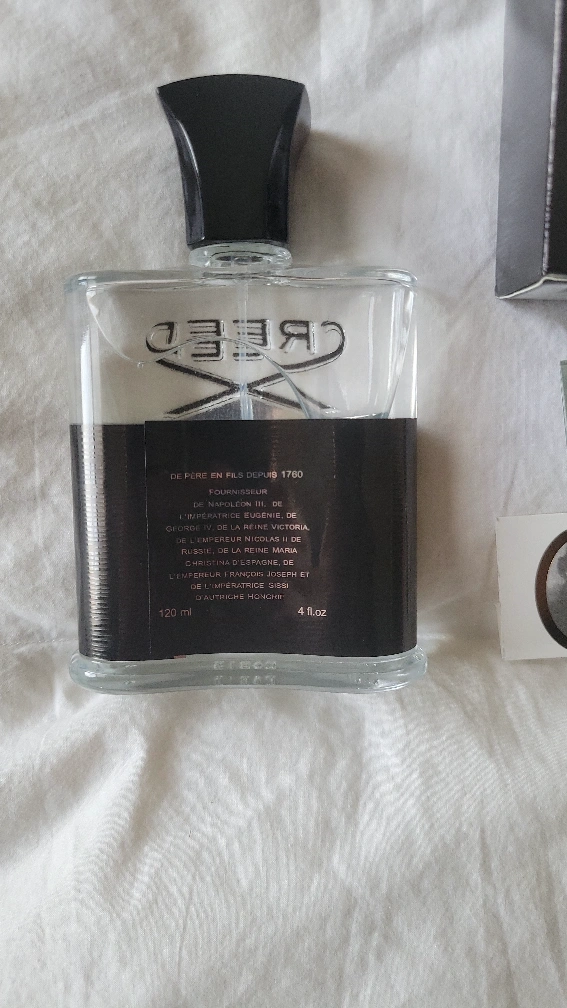 CREED
DE PÈRE EN FILS DEPUIS 1760
FOURNISSEUR
DE NAPOLÉON III, DE
L'IMPÉRATRICE EUGÉNIE, DE
GEORGE IV, DE LA REINE VICTORIA,
DE L'EMPEREUR NICOLAS II DE
RUSSIE, DE LA REINE MARIA
CHRISTINA D'ESPAGNE, DE
L'EMPEREUR FRANÇOIS JOSEPH ET
DE L'IMPÉRATRICE SISSI
D'AUTRICHE HONGRIE
120 ml 4 fl.oz